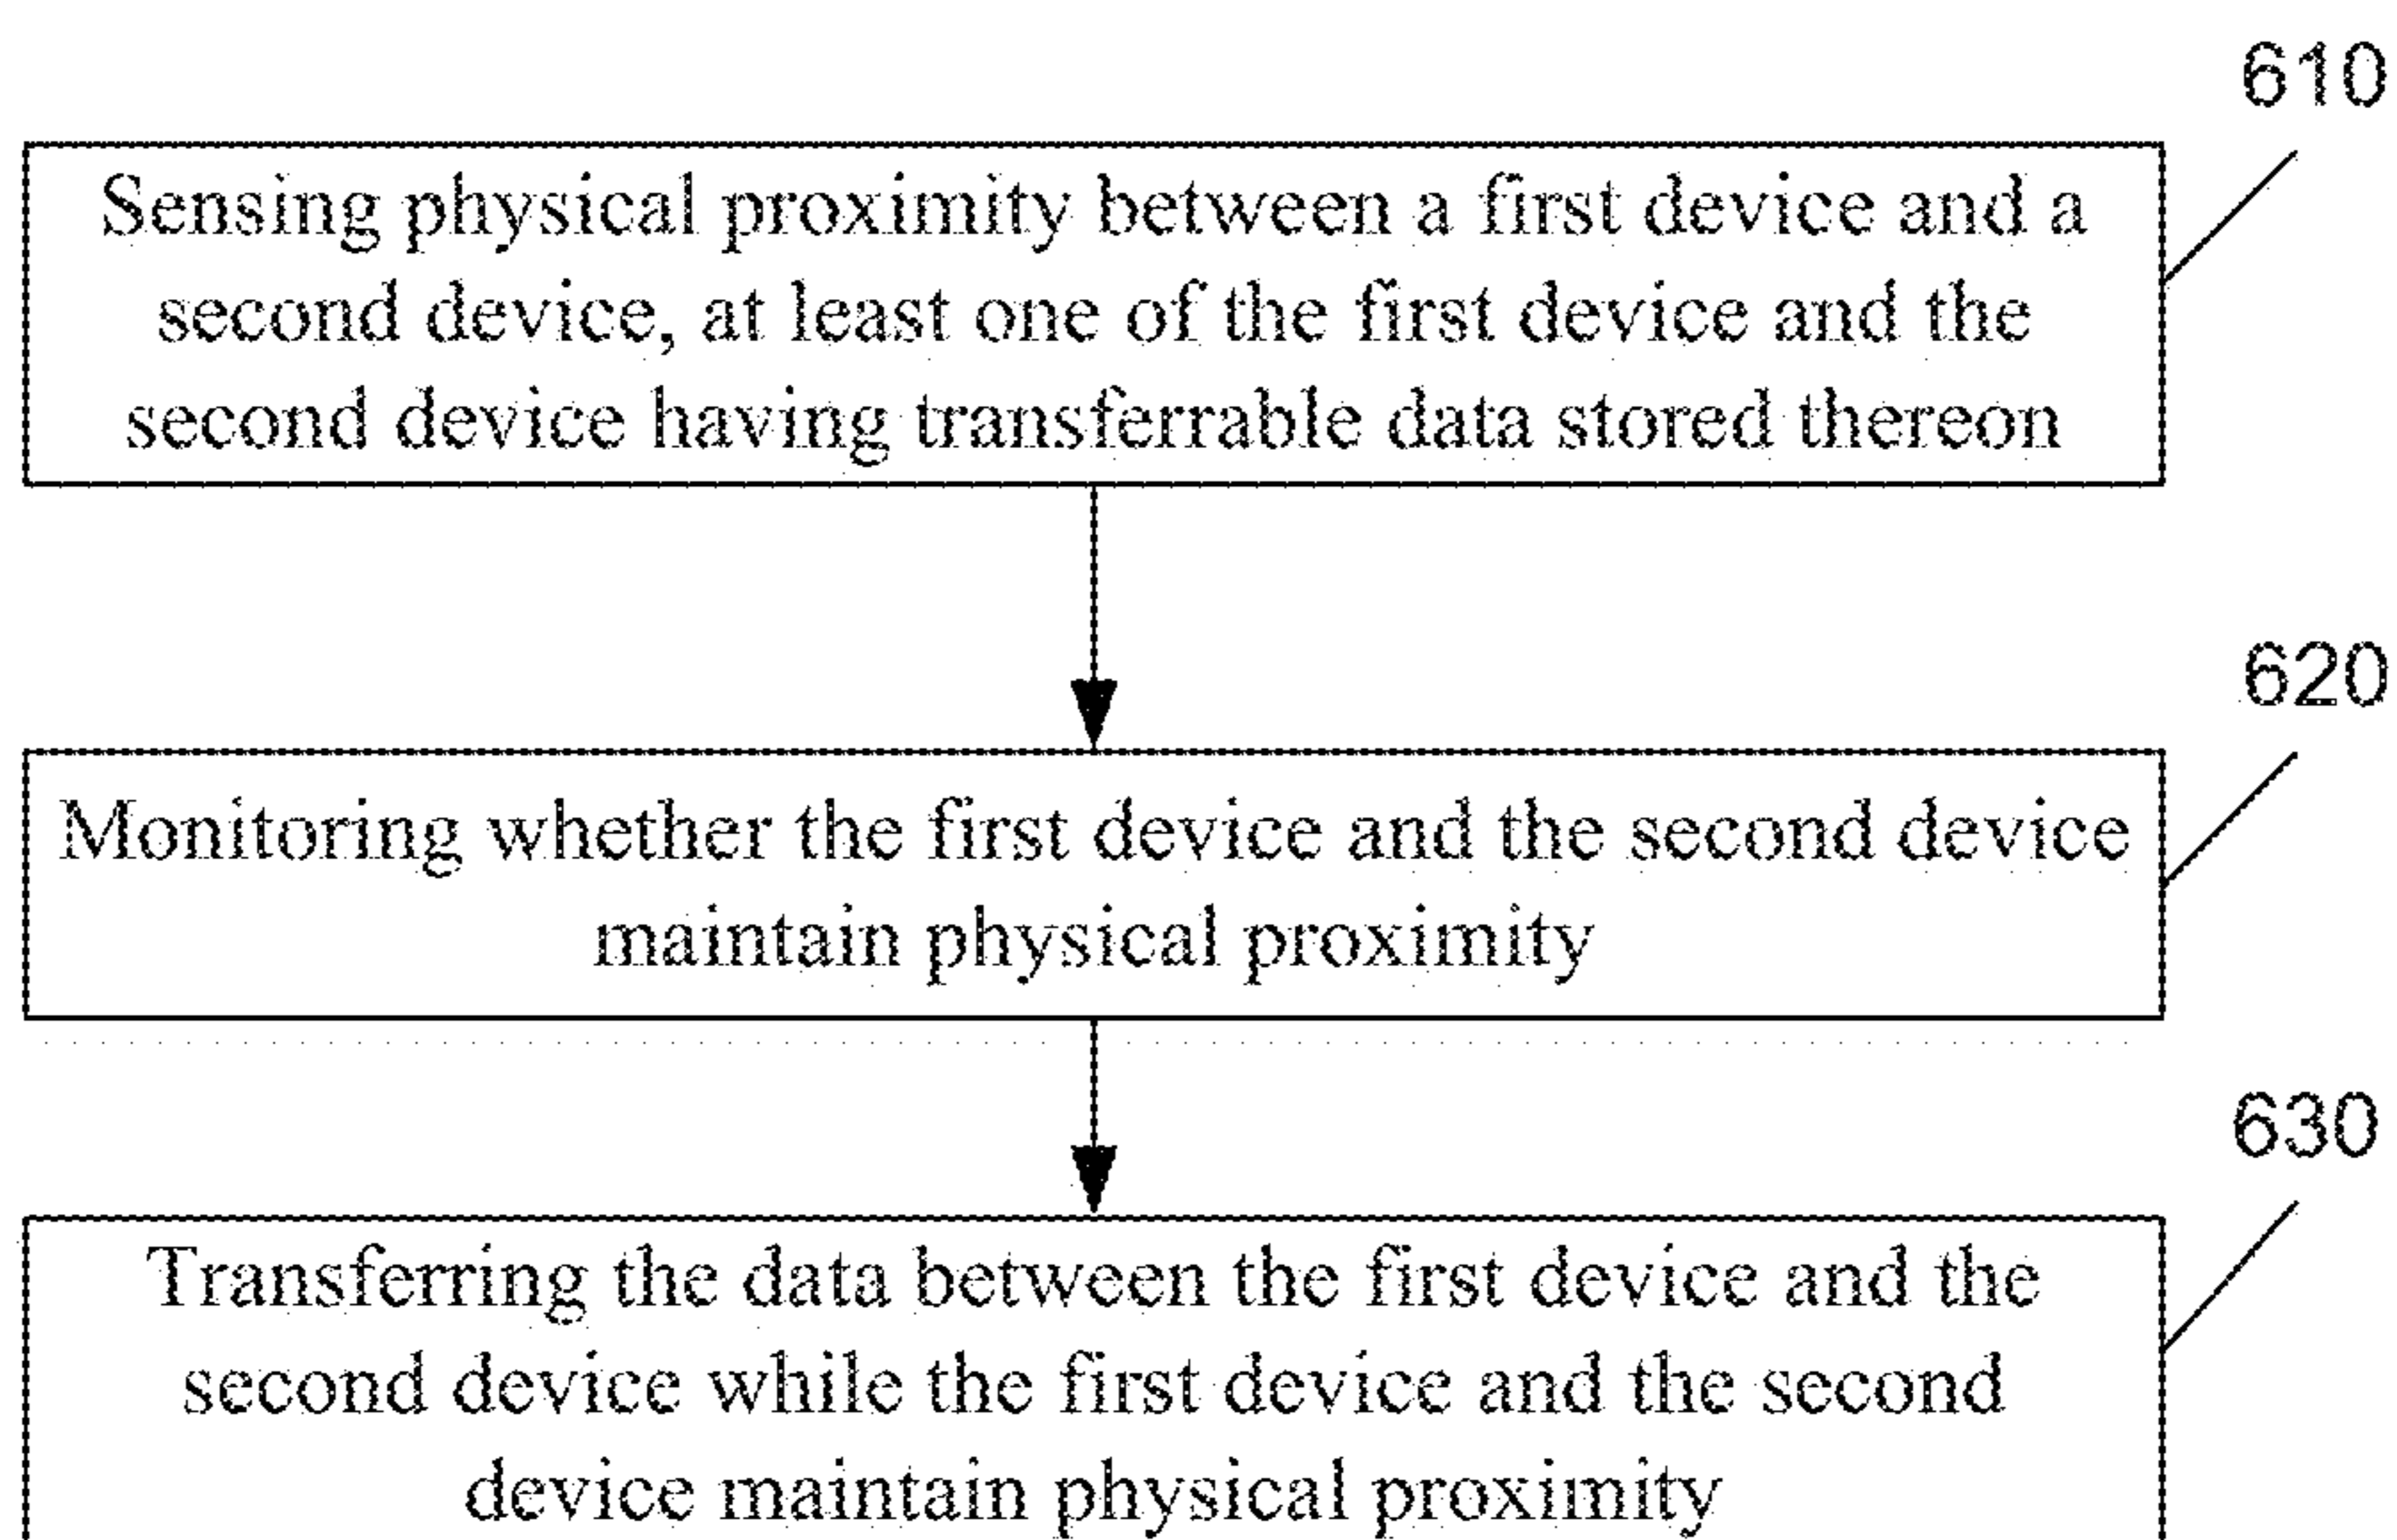 610
Sensing physical proximity between a first device and a
second device, at least one of the first device and the
second device having transferrable data stored thereon
620
Monitoring whether the first device and the second device
maintain physical proximity
630
Transferring the data between the first device and the
second device while the first device and the second
device maintain physical proximity